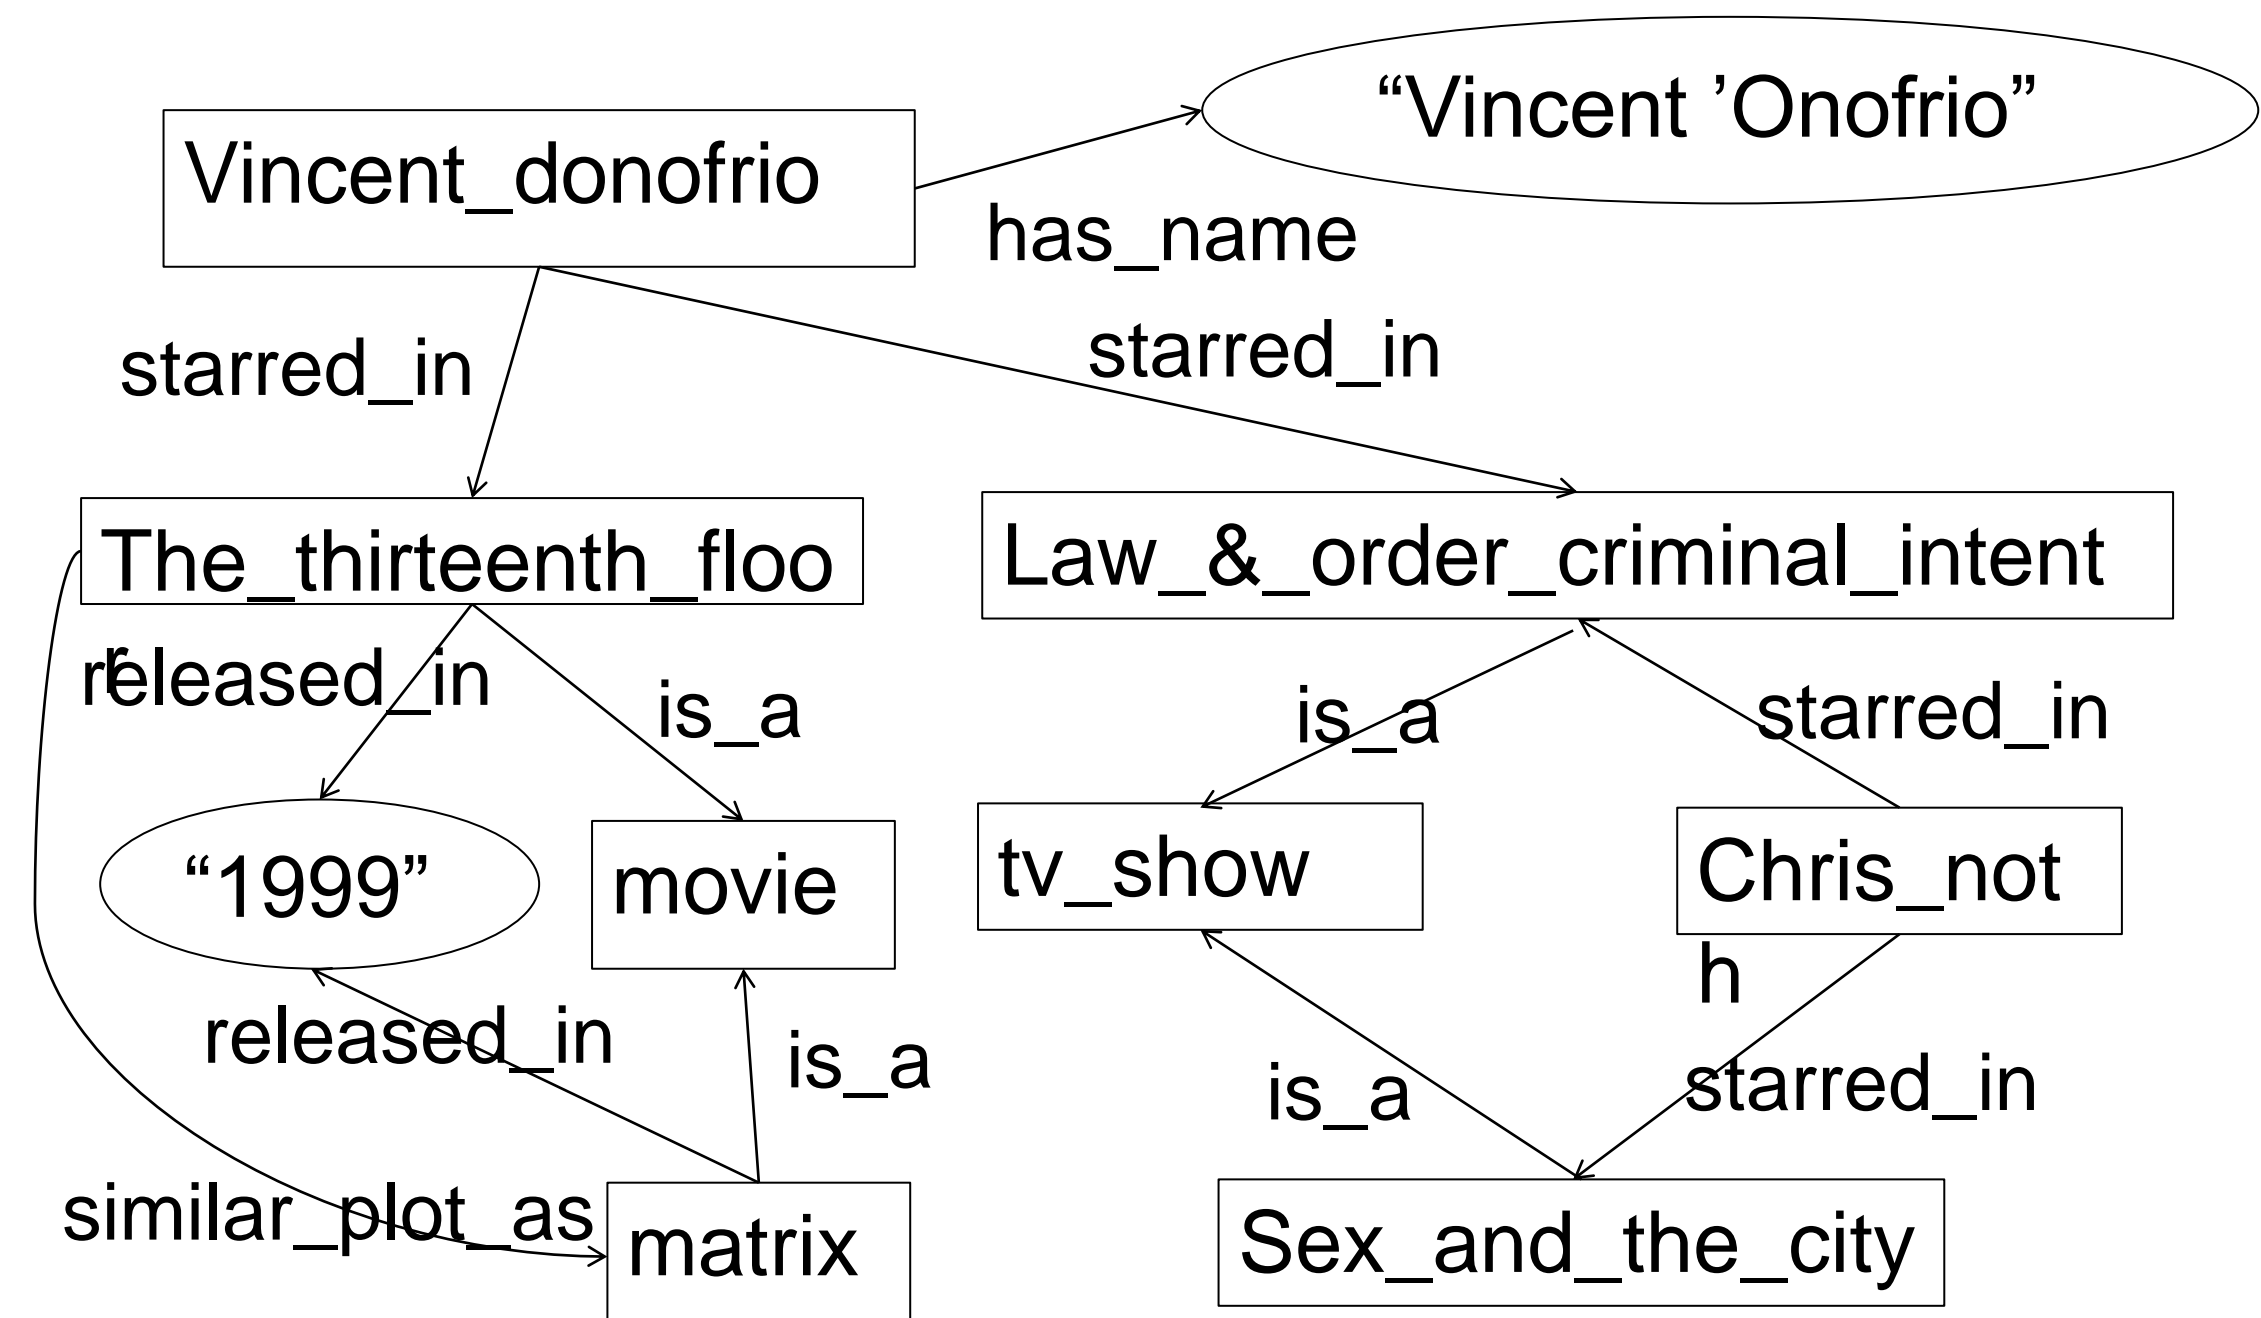 “Vincent ’Onofrio”
Vincent_donofrio
has_name
starred_in
starred_in
The_thirteenth_floo
r
Law_&_order_criminal_intent
released_in
is_a
is_a
starred_in
“1999”
movie
tv_show
Chris_not
h
released_in
is_a
is_a
starred_in
similar_plot_as
matrix
Sex_and_the_city